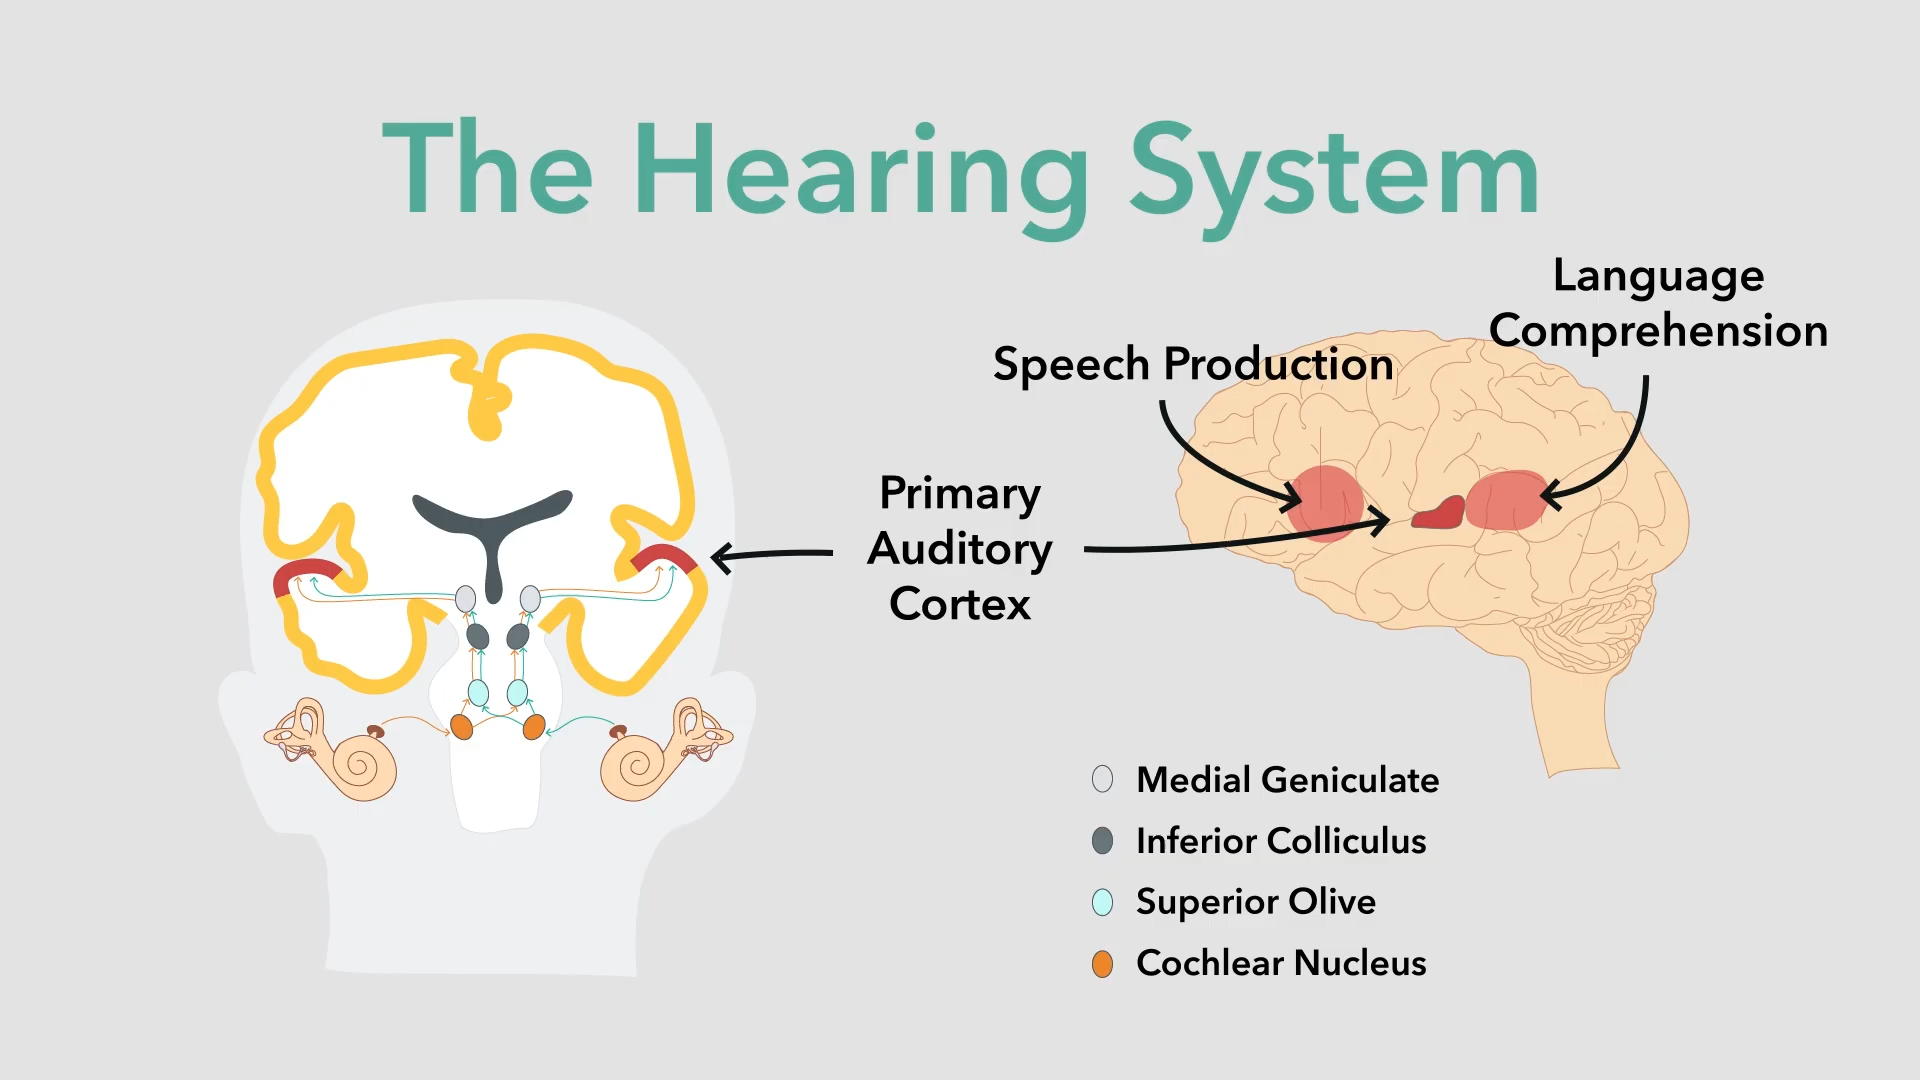 The Hearing System
Language
Comprehension
Speech Production
Primary
Auditory
Cortex
Medial Geniculate
Inferior Colliculus
Superior Olive
Cochlear Nucleus